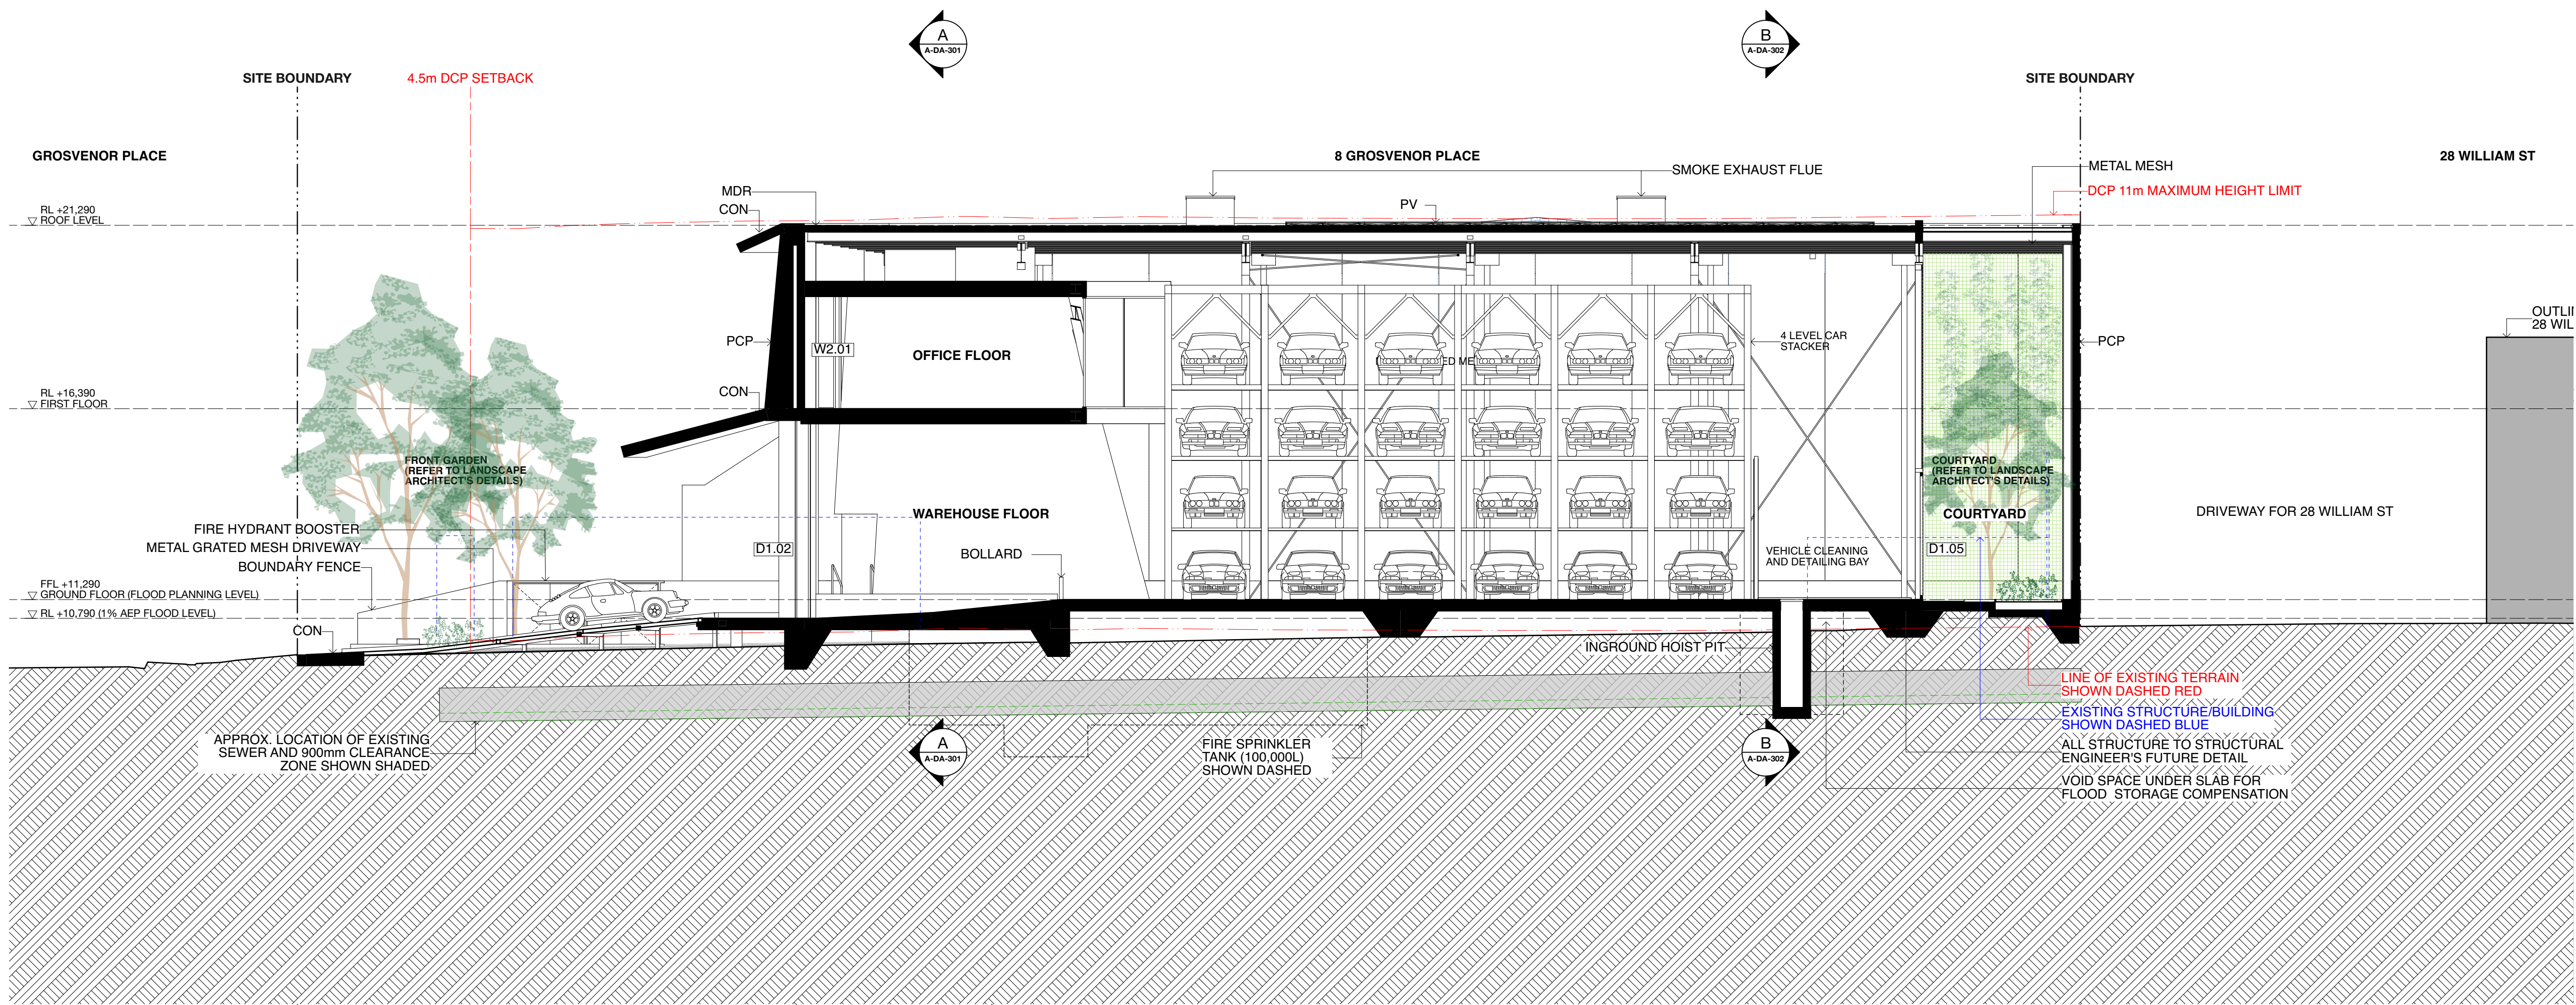 A
A-DA-301
B
A-DA-302
SITE BOUNDARY
4.5m DCP SETBACK
SITE BOUNDARY
GROSVENOR PLACE
8 GROSVENOR PLACE
28 WILLIAM ST
SMOKE EXHAUST FLUE
METAL MESH
MDR
DCP 11m MAXIMUM HEIGHT LIMIT
CON
PV
RL +21,290
ROOF LEVEL
OUTLI
28 WIL
PCP
W2.01
OFFICE FLOOR
4 LEVEL CAR
STACKER
PCP
ED ME
RL +16,390
FIRST FLOOR
CON
FRONT GARDEN
(REFER TO LANDSCAPE
ARCHITECT'S DETAILS)
COURTYARD
(REFER TO LANDSCAPE
ARCHITECT'S DETAILS)
WAREHOUSE FLOOR
COURTYARD
DRIVEWAY FOR 28 WILLIAM ST
FIRE HYDRANT BOOSTER
METAL GRATED MESH DRIVEWAY
BOUNDARY FENCE
D1.02
BOLLARD
VEHICLE CLEANING
AND DETAILING BAY
D1.05
FFL +11,290
GROUND FLOOR (FLOOD PLANNING LEVEL)
RL +10,790 (1% AEP FLOOD LEVEL)
CON
INGROUND HOIST PIT
LINE OF EXISTING TERRAIN
SHOWN DASHED RED
EXISTING STRUCTURE/BUILDING
SHOWN DASHED BLUE
ALL STRUCTURE TO STRUCTURAL
ENGINEER'S FUTURE DETAIL
VOID SPACE UNDER SLAB FOR
FLOOD STORAGE COMPENSATION
APPROX. LOCATION OF EXISTING
SEWER AND 900mm CLEARANCE
ZONE SHOWN SHADED
A
A-DA-301
FIRE SPRINKLER
TANK (100,000L)
SHOWN DASHED
B
A-DA-302